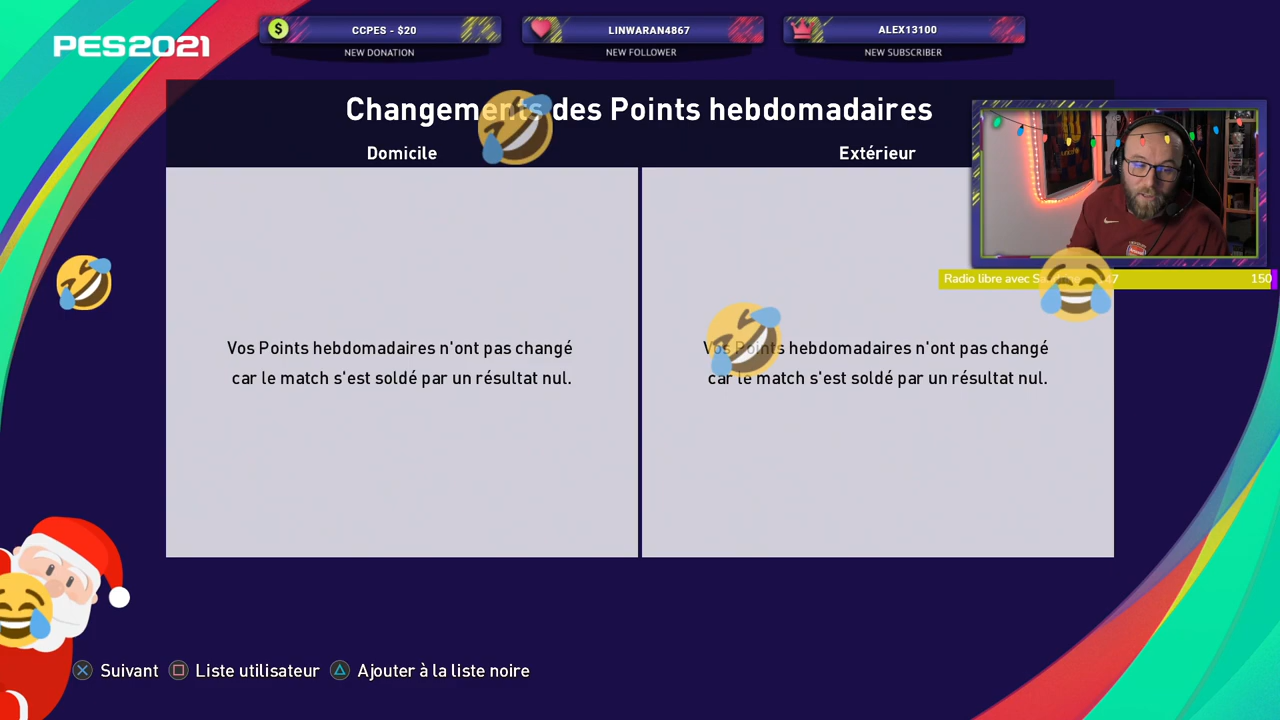 PES2021
CCPES - $20
NEW DONATION
LINWARAN4867
NEW FOLLOWER
ALEX13100
NEW SUBSCRIBER
Changements des Points hebdomadaires
Domicile
Extérieur
Radio libre avec
150
Vos Points hebdomadaires n'ont pas changé
car le match s'est soldé par un résultat nul.
Vos Points hebdomadaires n'ont pas changé
car le match s'est soldé par un résultat nul.
Suivant
Liste utilisateur
Ajouter à la liste noire